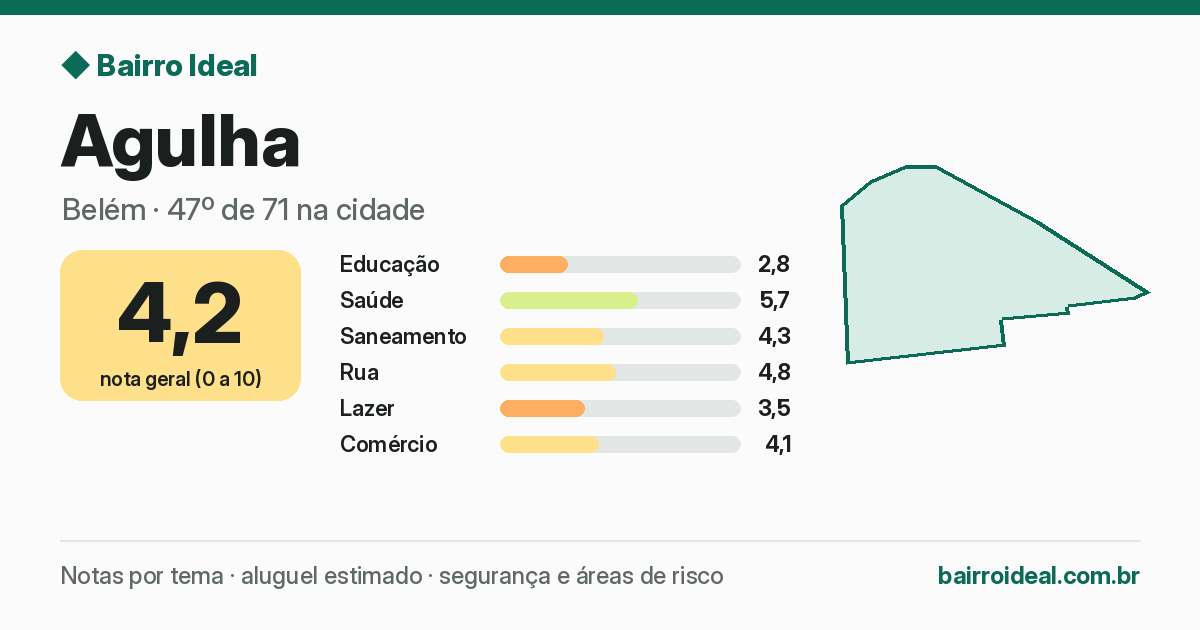 Bairro Ideal
Agulha
Belém · 47º de 71 na cidade
4,2
nota geral (0 a 10)
Educação 2,8
Saúde 5,7
Saneamento 4,3
Rua 4,8
Lazer 3,5
Comércio 4,1
Notas por tema · aluguel estimado · segurança e áreas de risco
bairroideal.com.br